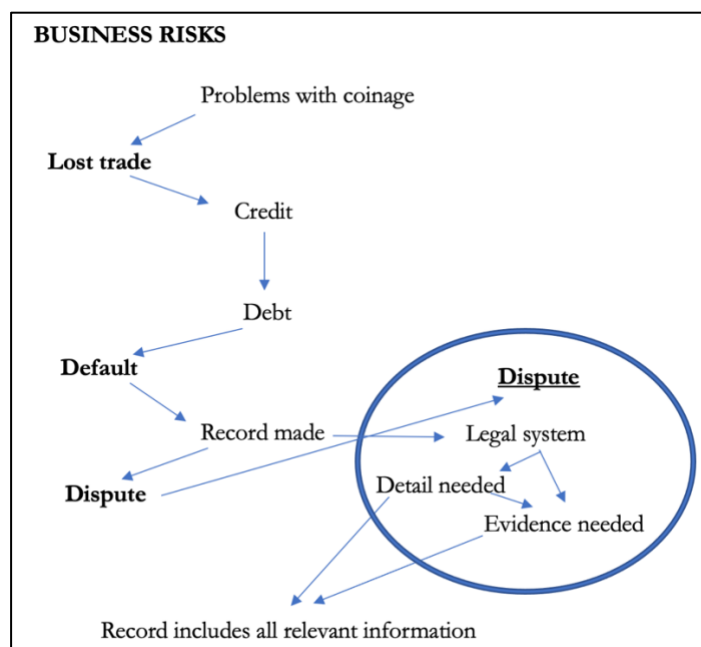 BUSINESS RISKS
Problems with coinage
Lost trade
Credit
Debt
Default
Dispute
Record made
Legal system
Dispute
Detail needed
Evidence needed
Record includes all relevant information